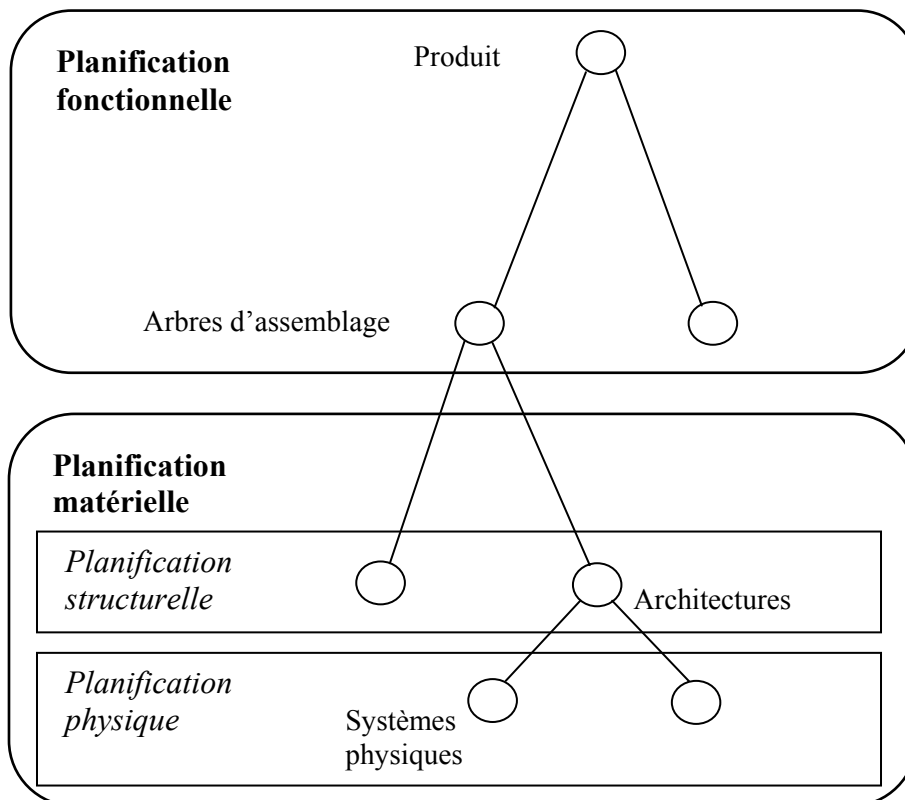 Planification
fonctionnelle
Produit
Arbres d’assemblage
Planification
matérielle
Planification
structurelle
Architectures
Planification
physique
Systèmes
physiques